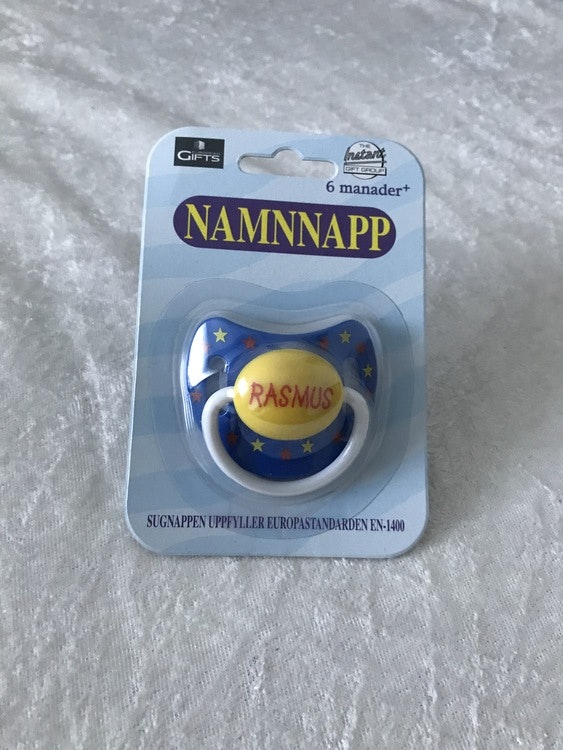 GIFTS
THE
Instant
GIFT GROUP
6 manader+
NAMNNAPP
RASMUS
SUGNAPPEN UPPFYLLER EUROPASTANDARDEN EN-1400